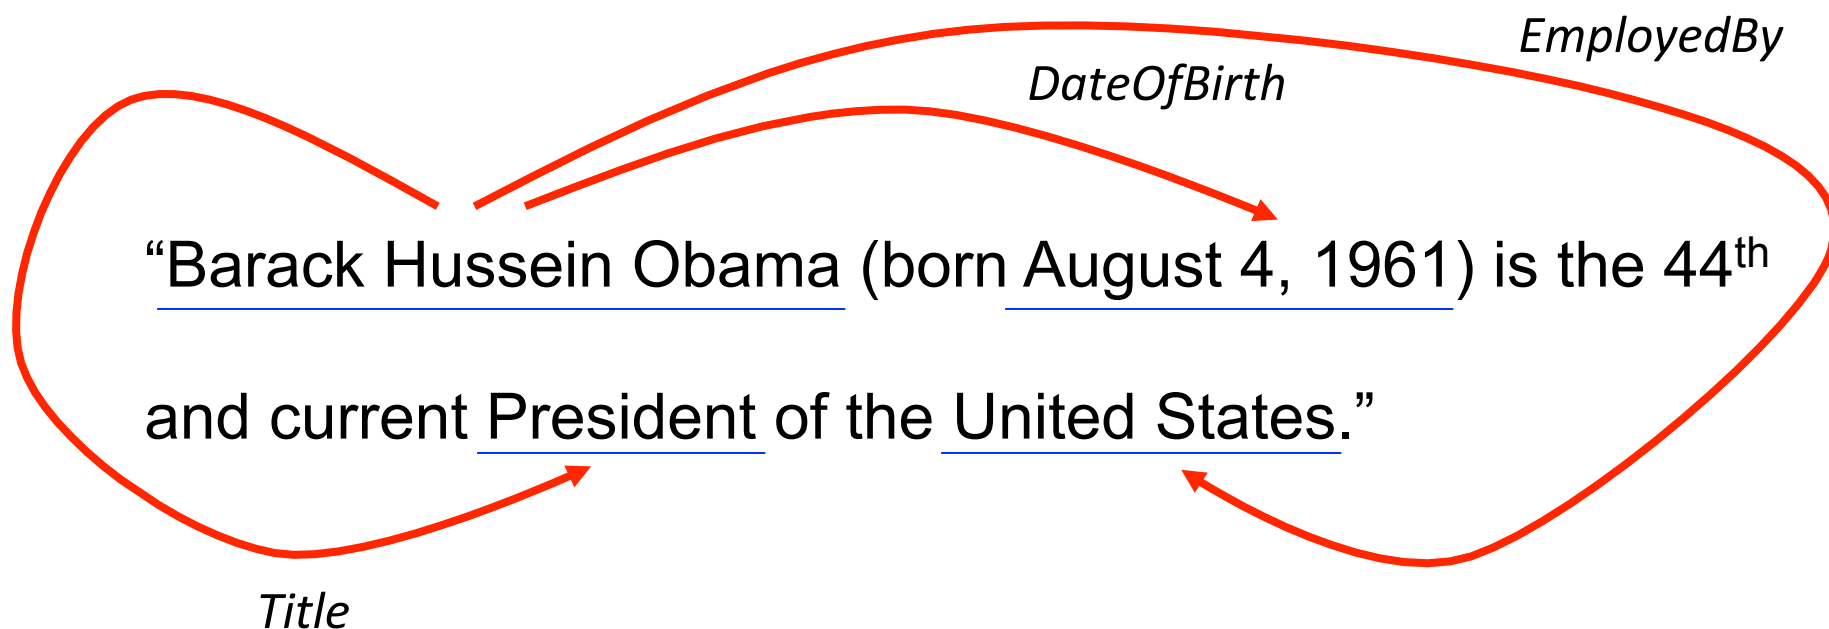 EmployedBy
DateOfBirth
“Barack Hussein Obama (born August 4, 1961) is the 44th
and current President of the United States.”
Title